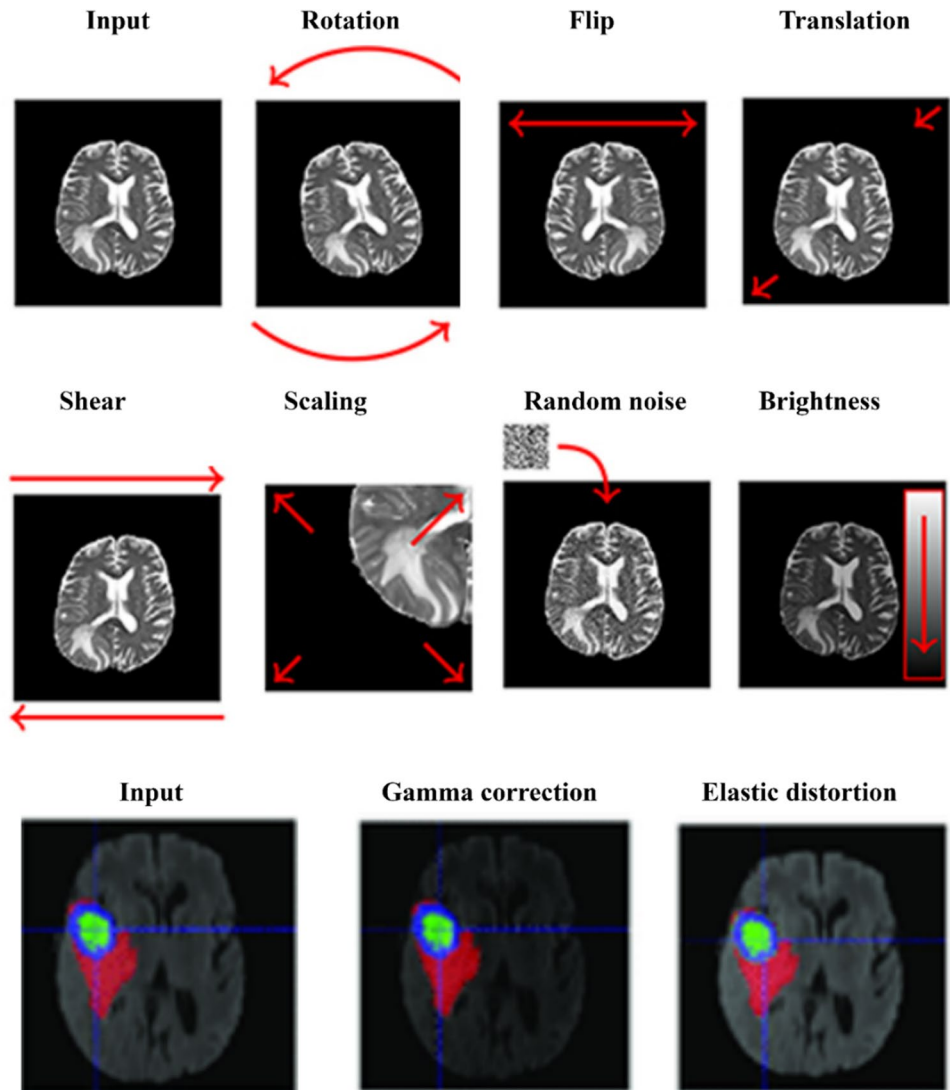 Input Rotation Flip Translation
Shear Scaling Random noise Brightness
Input Gamma correction Elastic distortion